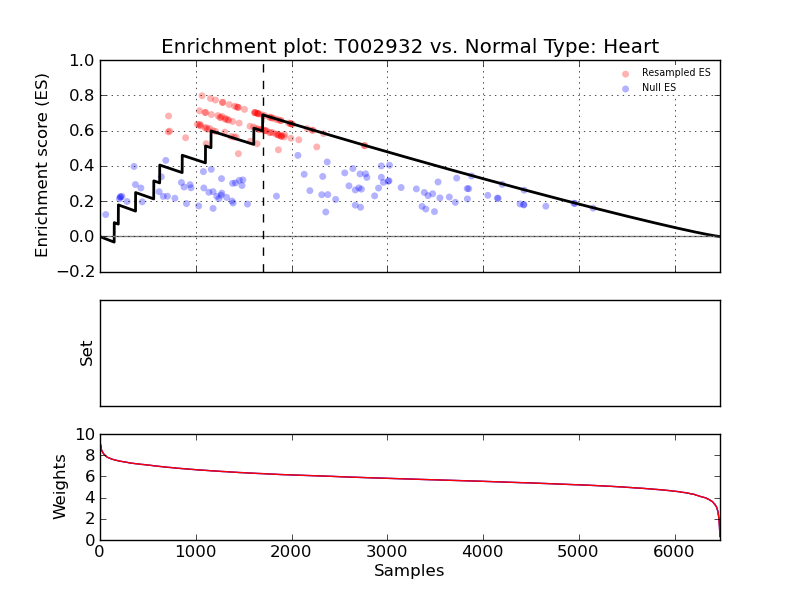 Enrichment plot: T002932 vs. Normal Type: Heart
Enrichment score (ES)
1.0
0.8
0.6
0.4
0.2
0.0
−0.2
Resampled ES
Null ES
Set
Weights
10
8
6
4
2
0
0 1000 2000 3000 4000 5000 6000
Samples